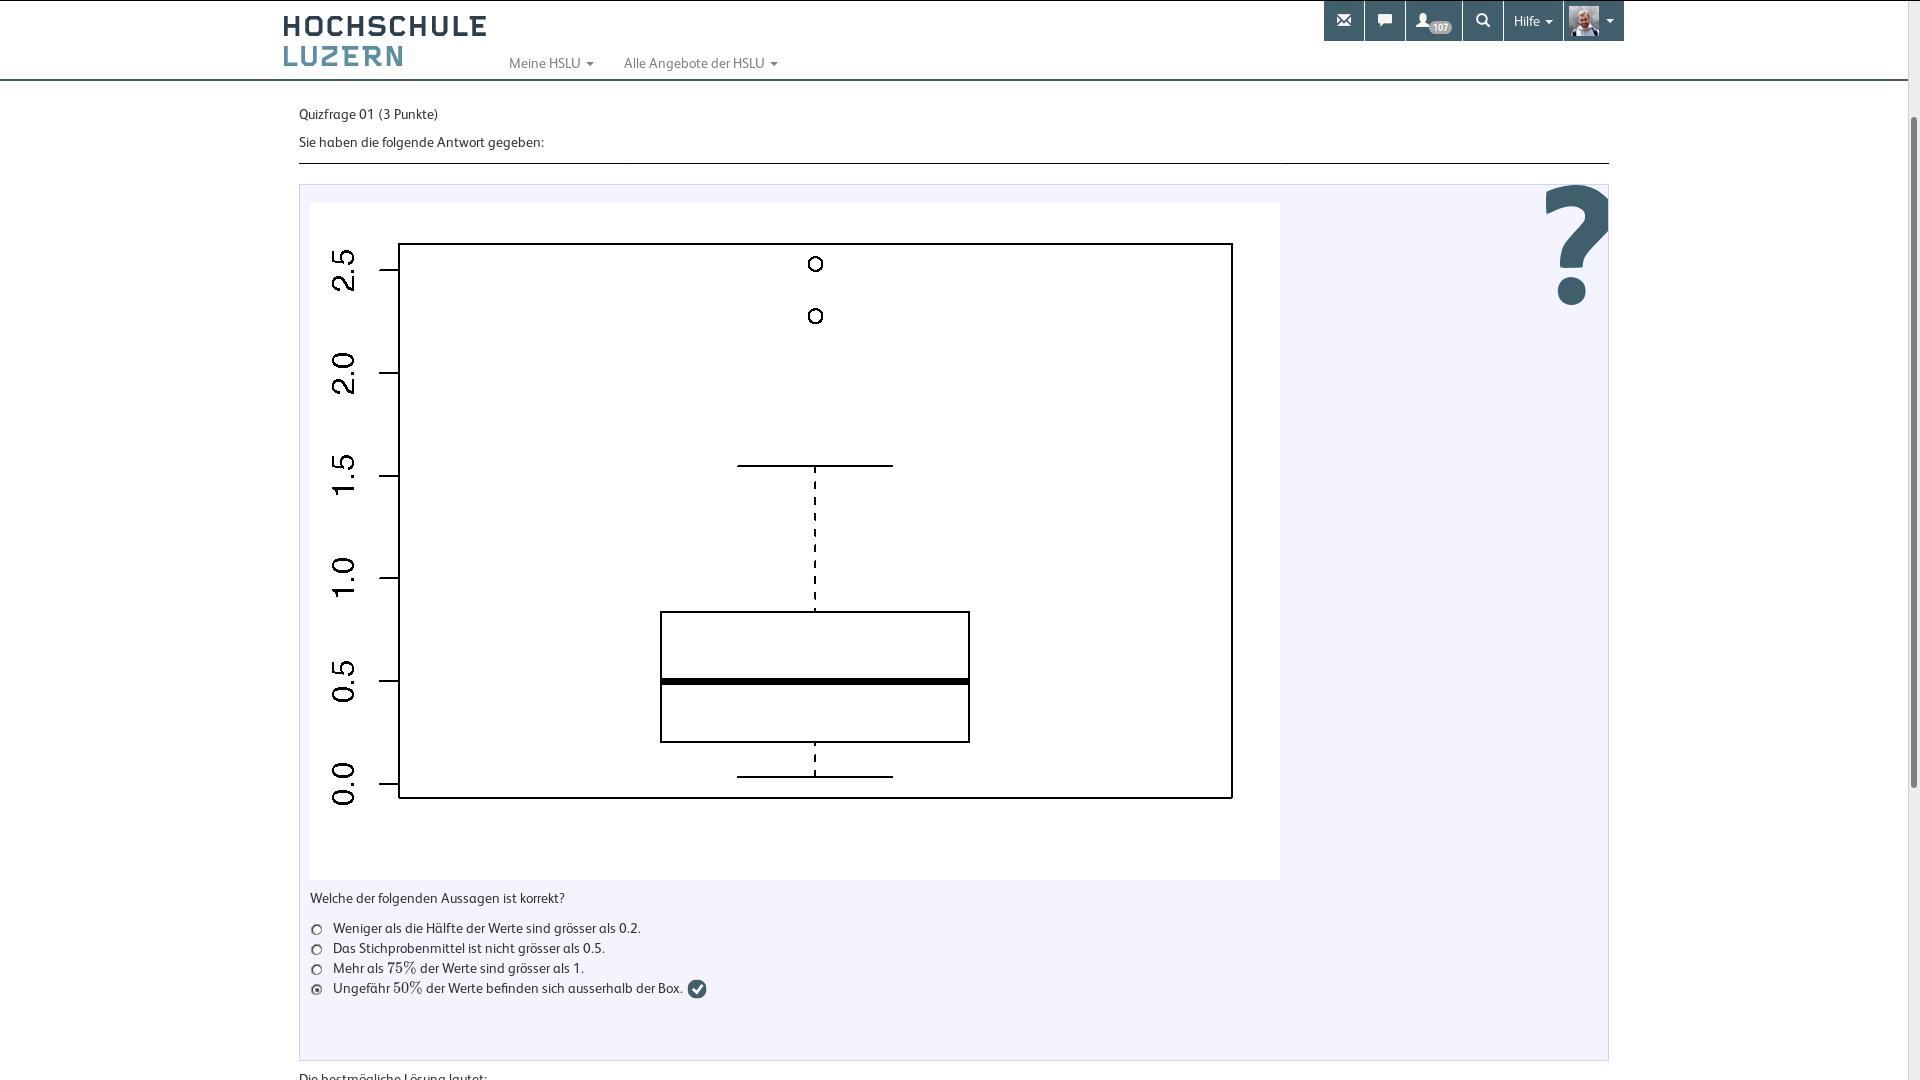 HOCHSCHULE
LUZERN
Meine HSLU
Alle Angebote der HSLU
107
Hilfe
Quizfrage 01 (3 Punkte)
Sie haben die folgende Antwort gegeben:
?
2.5
2.0
1.5
1.0
0.5
0.0
Welche der folgenden Aussagen ist korrekt?
Weniger als die Hälfte der Werte sind grösser als 0.2.
Das Stichprobenmittel ist nicht grösser als 0.5.
Mehr als 75% der Werte sind grösser als 1.
Ungefähr 50% der Werte befinden sich ausserhalb der Box.
Die bestmögliche Lösung lautet: